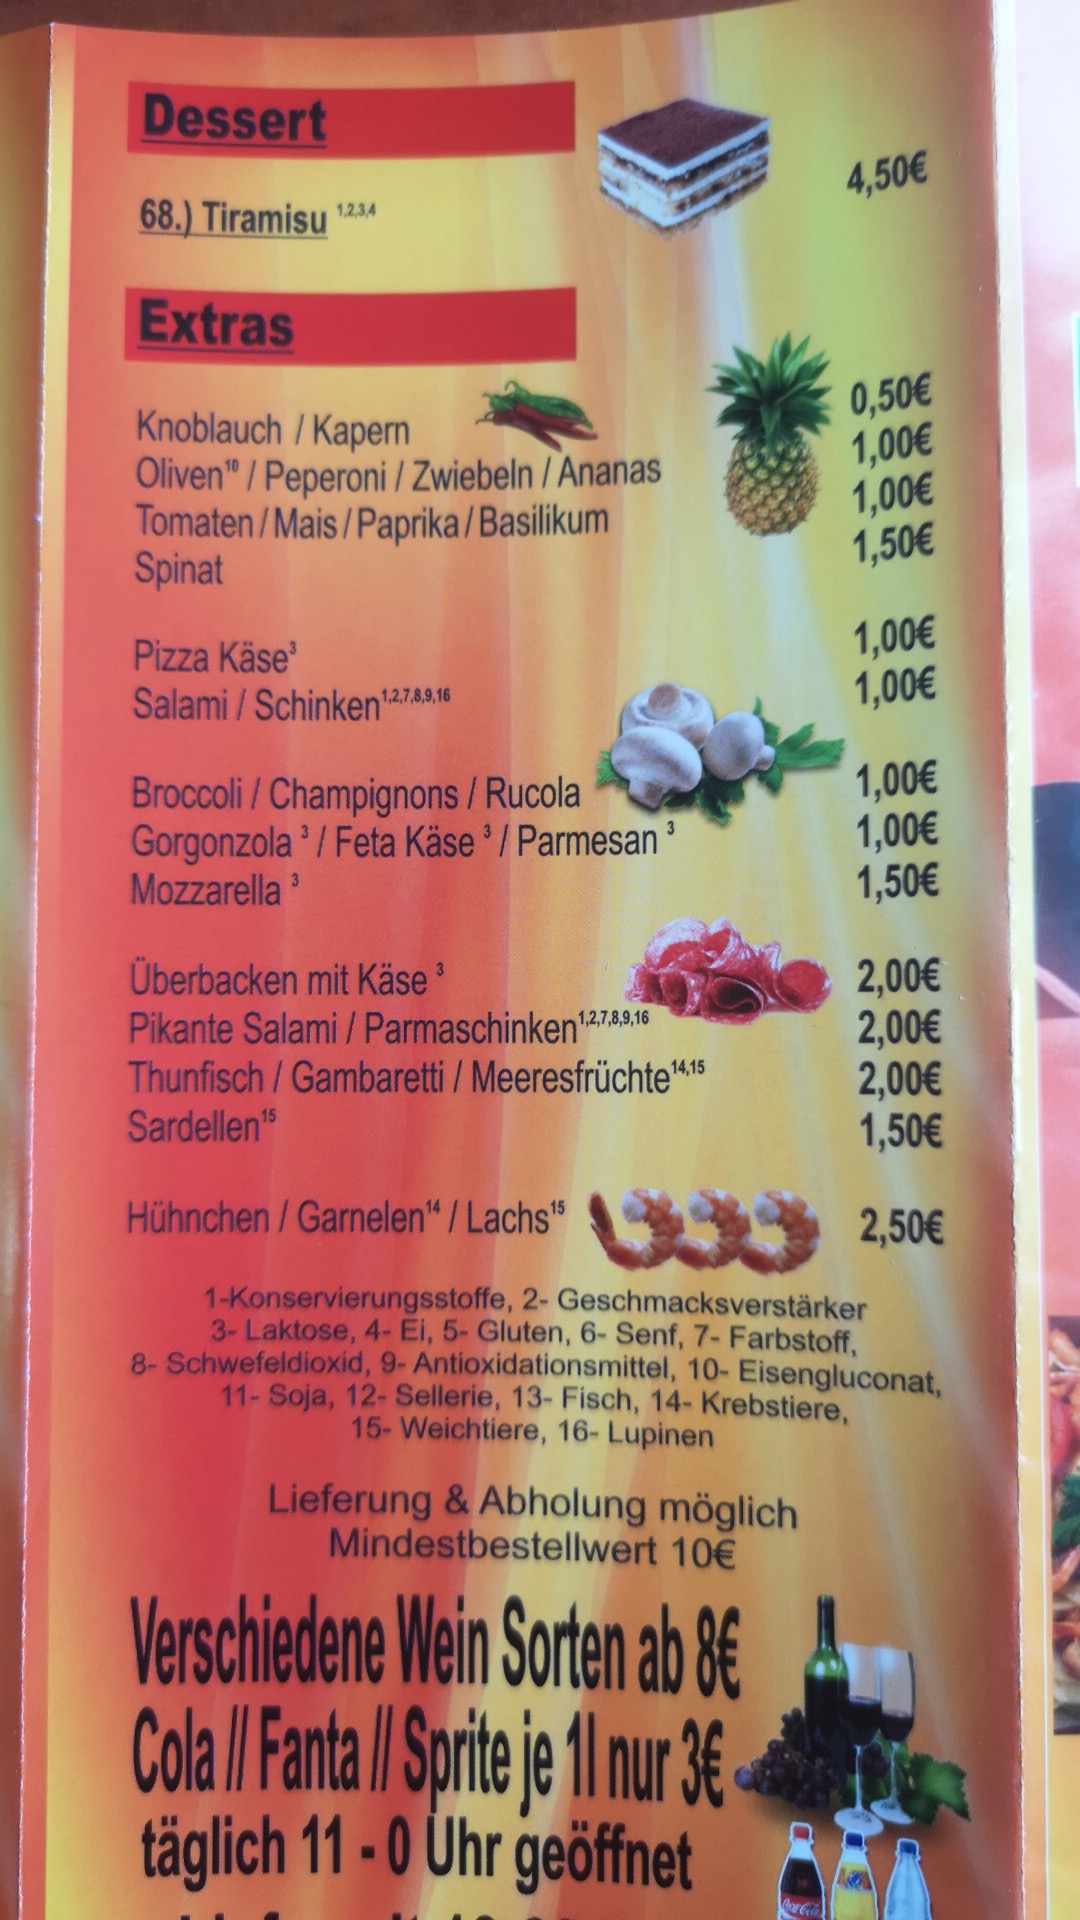 Dessert
68.) Tiramisu 1,2,3,4 4,50€
Extras
Knoblauch / Kapern 0,50€
Oliven10 / Peperoni / Zwiebeln / Ananas 1,00€
Tomaten / Mais / Paprika / Basilikum 1,00€
Spinat 1,50€
Pizza Käse3 1,00€
Salami / Schinken1,2,7,8,9,16 1,00€
Broccoli / Champignons / Rucola 1,00€
Gorgonzola 3 / Feta Käse 3 / Parmesan 3 1,00€
Mozzarella 3 1,50€
Überbacken mit Käse 3 2,00€
Pikante Salami / Parmaschinken1,2,7,8,9,16 2,00€
Thunfisch / Gambaretti / Meeresfrüchte14,15 2,00€
Sardellen15 1,50€
Hühnchen / Garnelen14 / Lachs15 2,50€
1-Konservierungsstoffe, 2- Geschmacksverstärker
3- Laktose, 4- Ei, 5- Gluten, 6- Senf, 7- Farbstoff,
8- Schwefeldioxid, 9- Antioxidationsmittel, 10- Eisengluconat,
11- Soja, 12- Sellerie, 13- Fisch, 14- Krebstiere,
15- Weichtiere, 16- Lupinen
Lieferung & Abholung möglich
Mindestbestellwert 10€
Verschiedene Wein Sorten ab 8€
Cola // Fanta // Sprite je 1l nur 3€
täglich 11 - 0 Uhr geöffnet
Coca-Cola